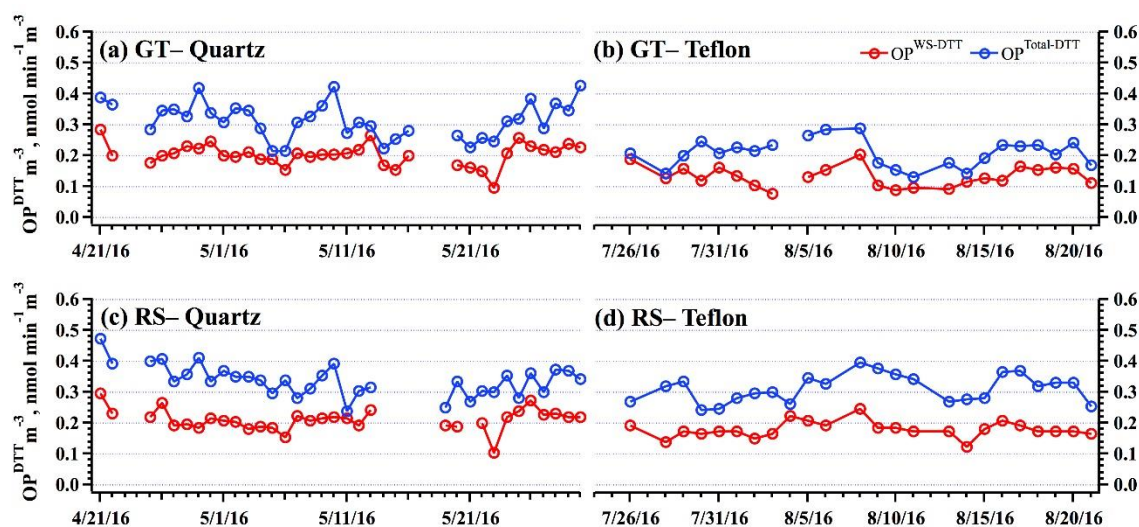 (a) GT– Quartz
(b) GT– Teflon
OP^WS-DTT
OP^Total-DTT
OP^DTT, nmol min^-1 m^-3
m^-3
0.6
0.5
0.4
0.3
0.2
0.1
0.0
0.6
0.5
0.4
0.3
0.2
0.1
0.0
4/21/16 5/1/16 5/11/16 5/21/16
7/26/16 7/31/16 8/5/16 8/10/16 8/15/16 8/20/16
(c) RS– Quartz
(d) RS– Teflon
OP^DTT, nmol min^-1 m^-3
m^-3
0.6
0.5
0.4
0.3
0.2
0.1
0.0
0.6
0.5
0.4
0.3
0.2
0.1
0.0
4/21/16 5/1/16 5/11/16 5/21/16
7/26/16 7/31/16 8/5/16 8/10/16 8/15/16 8/20/16